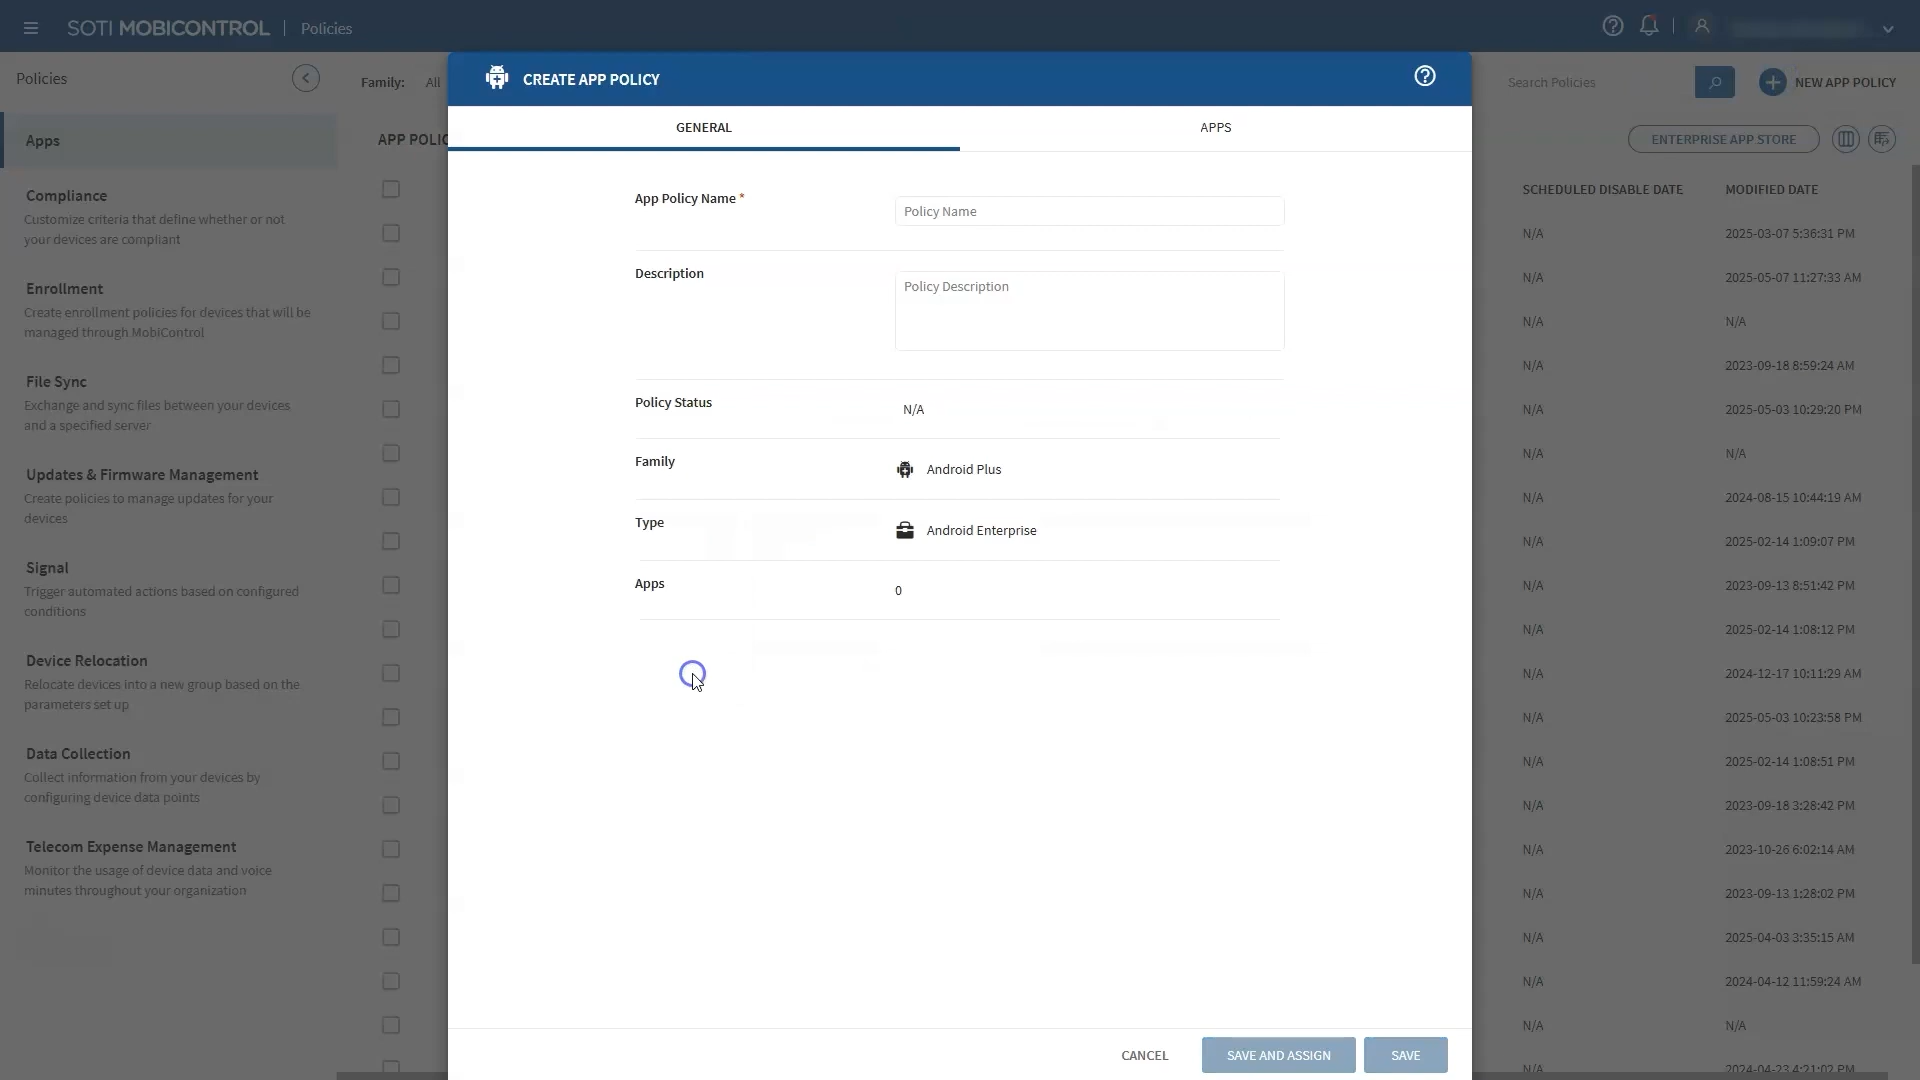 SOTI MOBICONTROL | Policies
Policies
Family: All
Search Policies
NEW APP POLICY
Apps
APP POLIC
ENTERPRISE APP STORE
Compliance
Customize criteria that define whether or not
your devices are compliant
Enrollment
Create enrollment policies for devices that will be
managed through MobiControl
File Sync
Exchange and sync files between your devices
and a specified server
Updates & Firmware Management
Create policies to manage updates for your
devices
Signal
Trigger automated actions based on configured
conditions
Device Relocation
Relocate devices into a new group based on the
parameters set up
Data Collection
Collect information from your devices by
configuring device data points
Telecom Expense Management
Monitor the usage of device data and voice
minutes throughout your organization
CREATE APP POLICY
GENERAL
APPS
App Policy Name *
Policy Name
Description
Policy Description
Policy Status
N/A
Family
Android Plus
Type
Android Enterprise
Apps
0
CANCEL
SAVE AND ASSIGN
SAVE
SCHEDULED DISABLE DATE MODIFIED DATE
N/A 2025-03-07 5:36:31 PM
N/A 2025-05-07 11:27:33 AM
N/A N/A
N/A 2023-09-18 8:59:24 AM
N/A 2025-05-03 10:29:20 PM
N/A N/A
N/A 2024-08-15 10:44:19 AM
N/A 2025-02-14 1:09:07 PM
N/A 2023-09-13 8:51:42 PM
N/A 2025-02-14 1:08:12 PM
N/A 2024-12-17 10:11:29 AM
N/A 2025-05-03 10:23:58 PM
N/A 2025-02-14 1:08:51 PM
N/A 2023-09-18 3:28:42 PM
N/A 2023-10-26 6:02:14 AM
N/A 2023-09-13 1:28:02 PM
N/A 2025-04-03 3:35:15 AM
N/A 2024-04-12 11:59:24 AM
N/A N/A
N/A 2024-04-23 4:21:02 PM